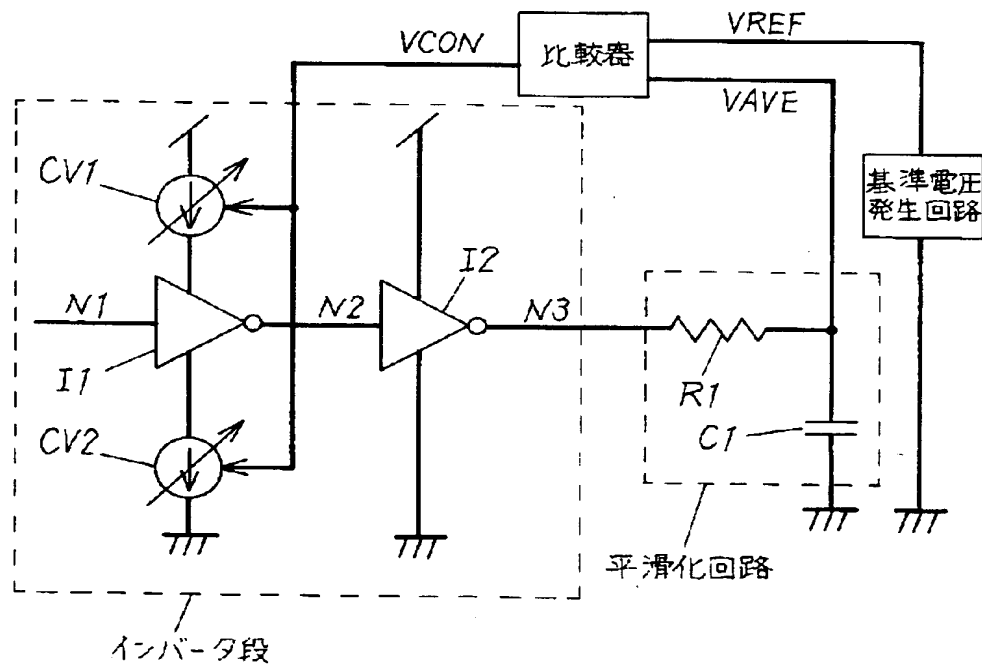 VCON
比較器
VREF
VAVE
CV1
基準電圧
発生回路
I2
N1
N2
N3
I1
R1
CV2
C1
平滑化回路
インバータ段